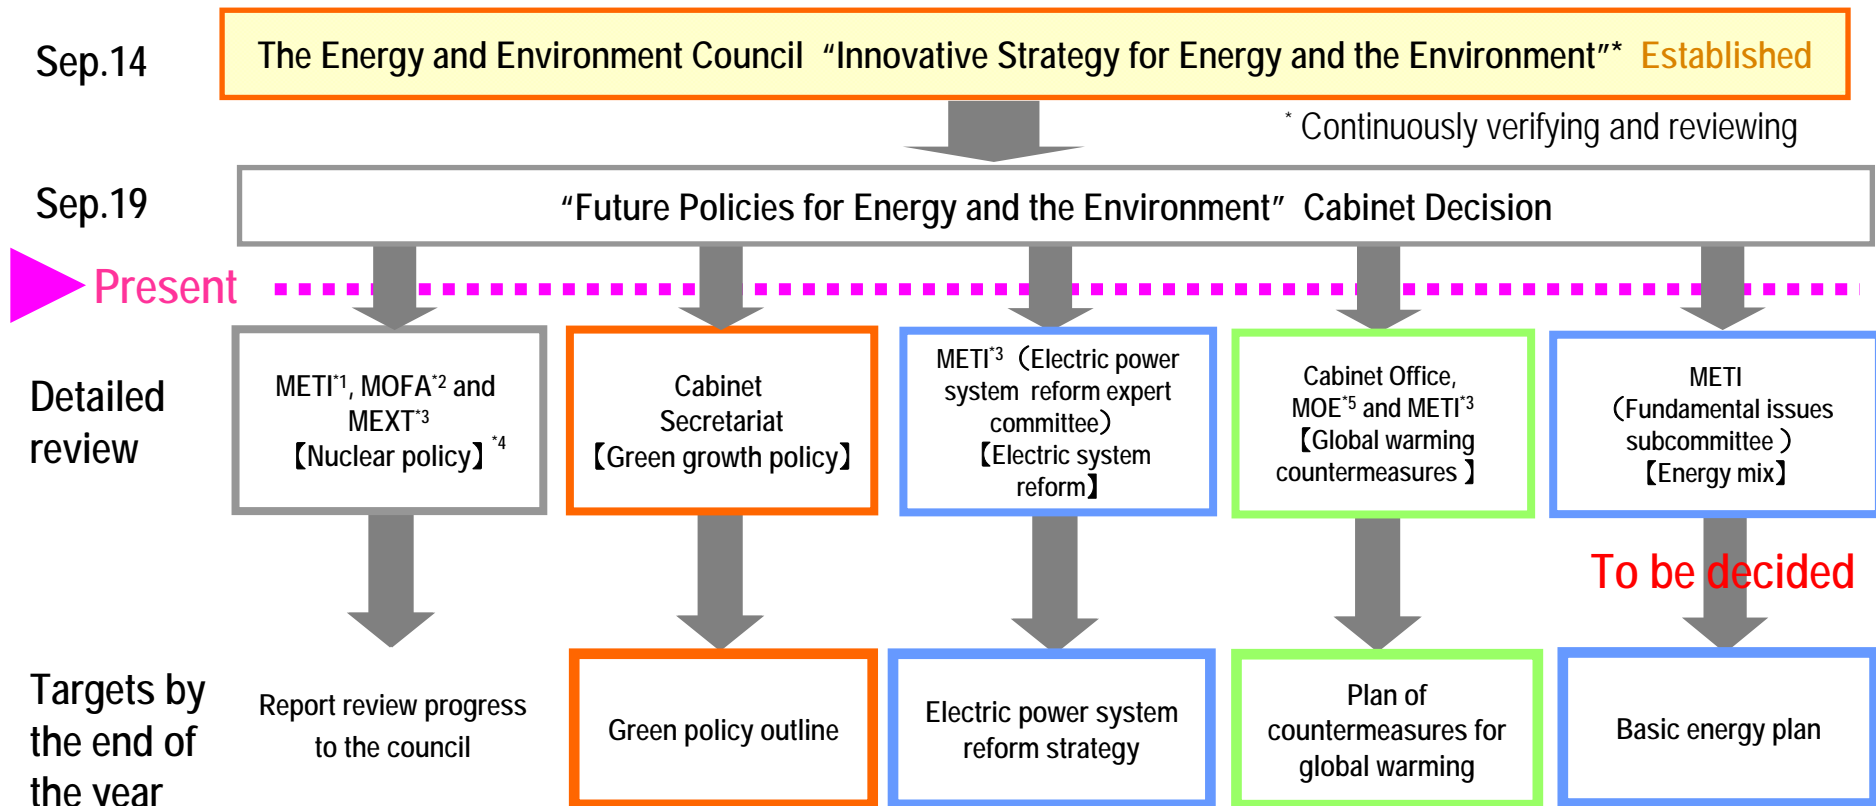 Sep.14
The Energy and Environment Council “Innovative Strategy for Energy and the Environment”* Established
* Continuously verifying and reviewing
Sep.19
“Future Policies for Energy and the Environment” Cabinet Decision
Present
Detailed
review
METI*1, MOFA*2 and
MEXT*3
【Nuclear policy】*4
Cabinet
Secretariat
【Green growth policy】
METI*3（Electric power
system reform expert
committee）
【Electric system
reform】
Cabinet Office,
MOE*5 and METI*3
【Global warming
countermeasures】
METI
（Fundamental issues
subcommittee）
【Energy mix】
To be decided
Targets by
the end of
the year
Report review progress
to the council
Green policy outline
Electric power system
reform strategy
Plan of
countermeasures for
global warming
Basic energy plan